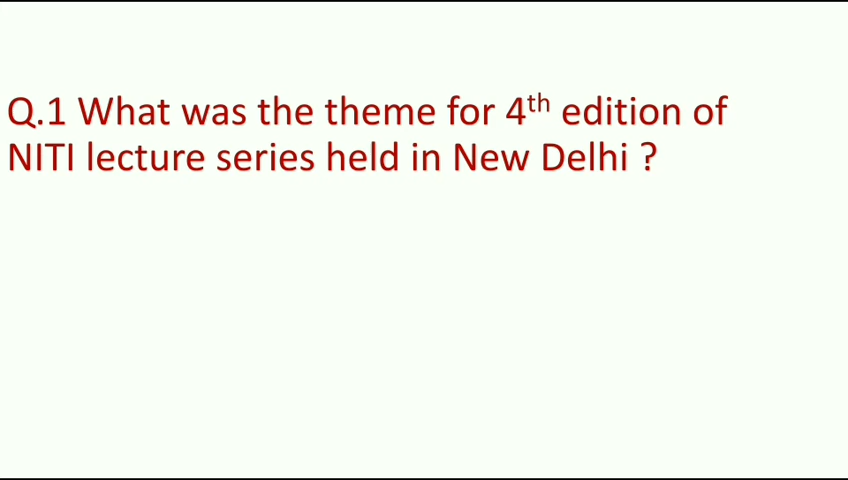 Q.1 What was the theme for 4th edition of
NITI lecture series held in New Delhi ?